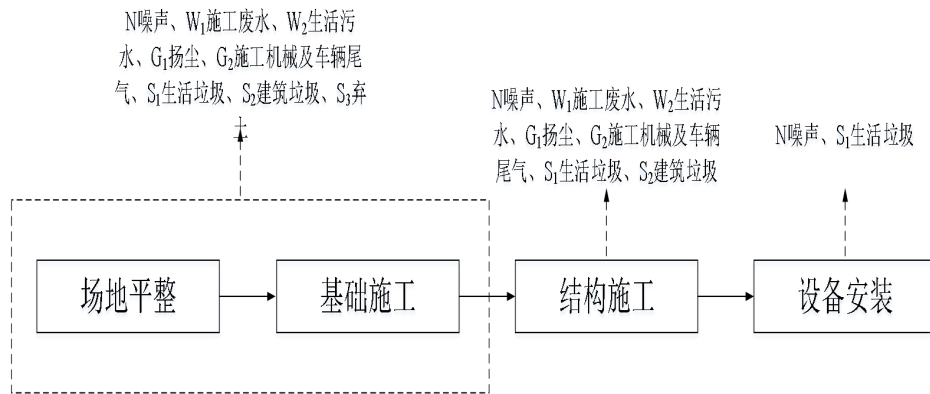 N噪声、W₁施工废水、W₂生活污
水、G₁扬尘、G₂施工机械及车辆尾
气、S₁生活垃圾、S₂建筑垃圾、S₃弃
土
N噪声、W₁施工废水、W₂生活污
水、G₁扬尘、G₂施工机械及车辆
尾气、S₁生活垃圾、S₂建筑垃圾
N噪声、S₁生活垃圾
场地平整
基础施工
结构施工
设备安装